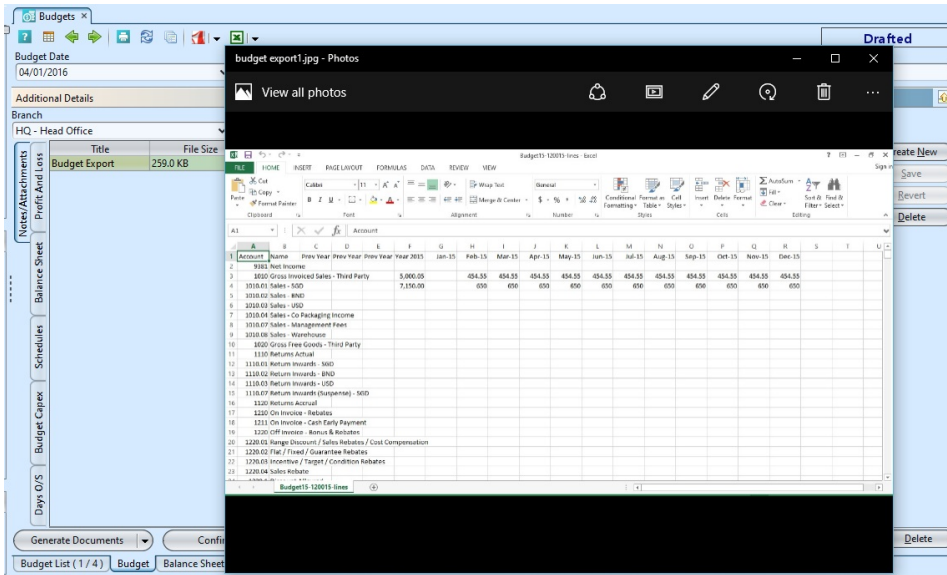 Budgets
Drafted
Budget Date
04/01/2016
Additional Details
Branch
HQ - Head Office
Title File Size
Budget Export 259.0 KB
Notes/Attachments
Profit And Loss
Balance Sheet
Schedules
Budget Capex
Days O/S
budget export1.jpg - Photos
View all photos
Budget15-120015-lines - Excel
FILE HOME INSERT PAGE LAYOUT FORMULAS DATA REVIEW VIEW Sign in
Cut
Copy
Format Painter
Paste
Calibri 11
Wrap Text
Merge & Center
General
Conditional Formatting
Format as Table
Cell Styles
Insert Delete Format
AutoSum
Fill
Clear
Sort & Filter
Find & Select
Clipboard Font Alignment Number Styles Cells Editing
A1 fx Account
A B C D E F G H I J K L M N O P Q R S T U
1 Account Name Prev Year Prev Year Prev Year Year 2015 Jan-15 Feb-15 Mar-15 Apr-15 May-15 Jun-15 Jul-15 Aug-15 Sep-15 Oct-15 Nov-15 Dec-15
2 9381 Net Income
3 1010 Gross Invoiced Sales - Third Party 5,000.05 454.55 454.55 454.55 454.55 454.55 454.55 454.55 454.55 454.55 454.55 454.55
4 1010.01 Sales - SGD 7,150.00 650 650 650 650 650 650 650 650 650 650 650
5 1010.02 Sales - BND
6 1010.03 Sales - USD
7 1010.04 Sales - Co Packaging Income
8 1010.07 Sales - Management Fees
9 1010.08 Sales - Warehouse
10 1020 Gross Free Goods - Third Party
11 1110 Returns Actual
12 1110.01 Return Inwards - SGD
13 1110.02 Return Inwards - BND
14 1110.03 Return Inwards - USD
15 1110.07 Return Inwards (Suspense) - SGD
16 1120 Returns Accrual
17 1210 On Invoice - Rebates
18 1211 On Invoice - Cash Early Payment
19 1220 Off Invoice - Bonus & Rebates
20 1220.01 Range Discount / Sales Rebates / Cost Compensation
21 1220.02 Flat / Fixed / Guarantee Rebates
22 1220.03 Incentive / Target / Condition Rebates
23 1220.04 Sales Rebate
Budget15-120015-lines
Save
Revert
Delete
Generate Documents
Delete
Budget List ( 1 / 4 ) Budget Balance Sheet